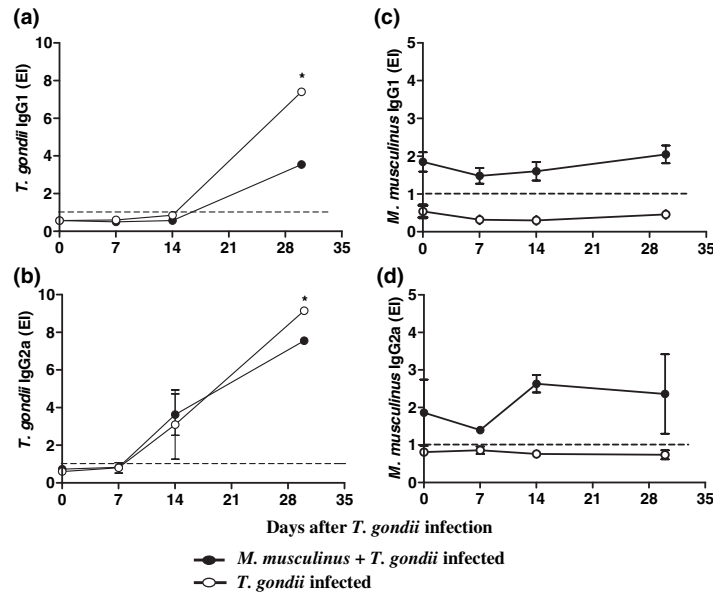 (a)
T. gondii IgG1 (EI)
10
8
6
4
2
0
*
0 7 14 21 28 35
(c)
M. musculinus IgG1 (EI)
5
4
3
2
1
0
0 7 14 21 28 35
(b)
T. gondii IgG2a (EI)
10
8
6
4
2
0
*
0 7 14 21 28 35
(d)
M. musculinus IgG2a (EI)
5
4
3
2
1
0
0 7 14 21 28 35
Days after T. gondii infection
M. musculinus + T. gondii infected
T. gondii infected